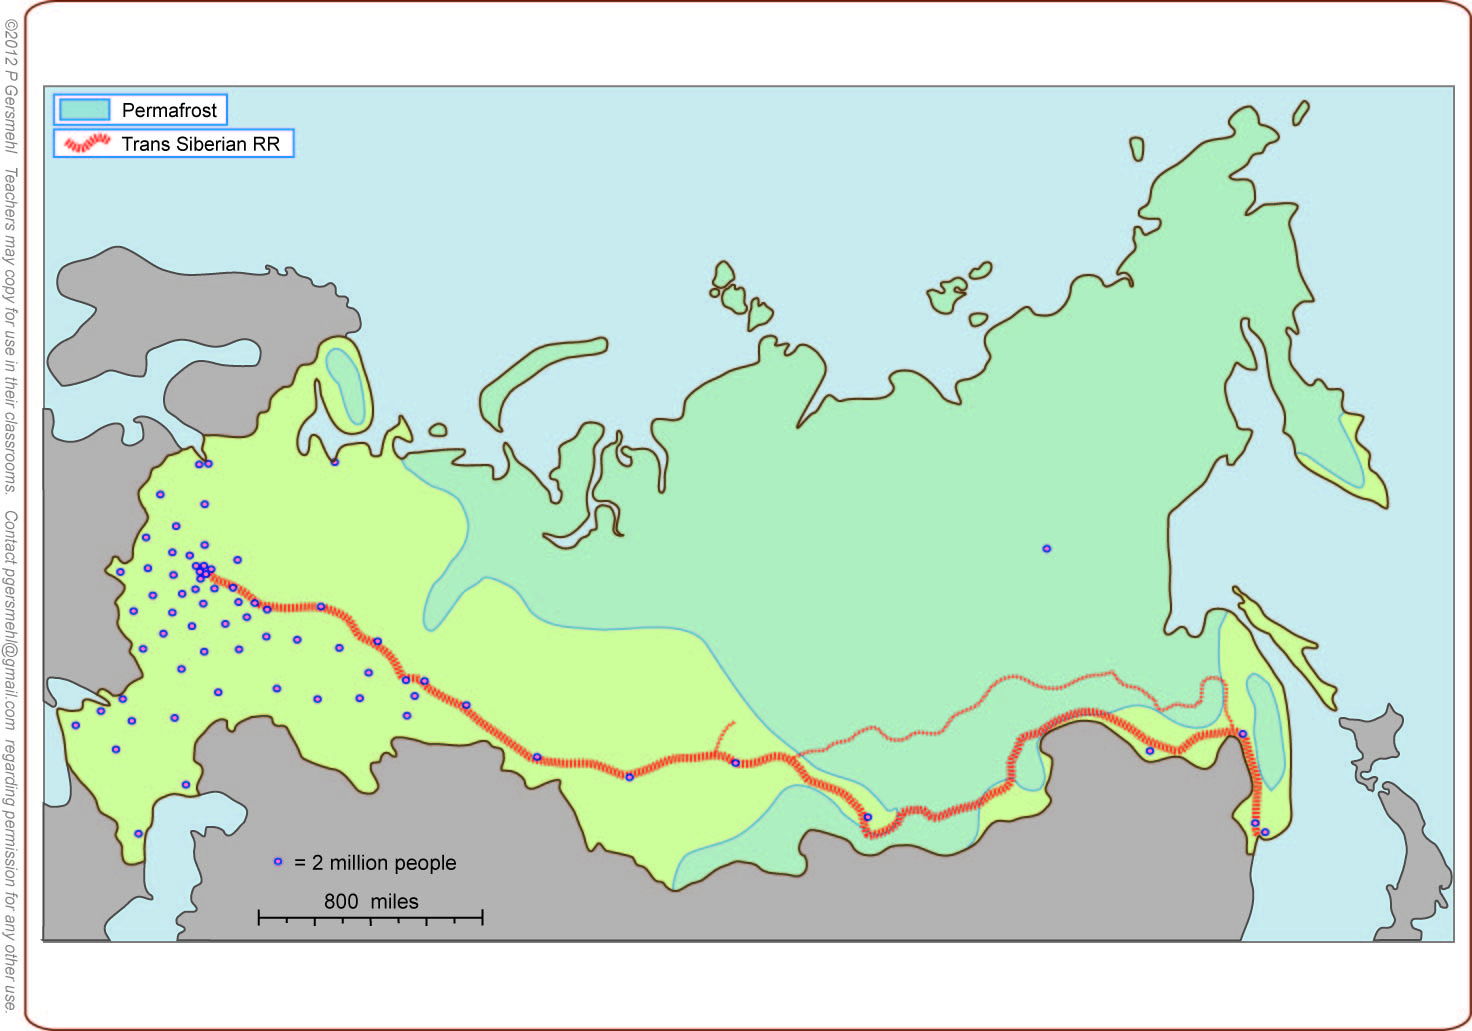 ©2012 P Gersmehl Teachers may copy for use in their classrooms. Contact pgersmehl@gmail.com regarding permission for any other use.
Permafrost
Trans Siberian RR
= 2 million people
800 miles